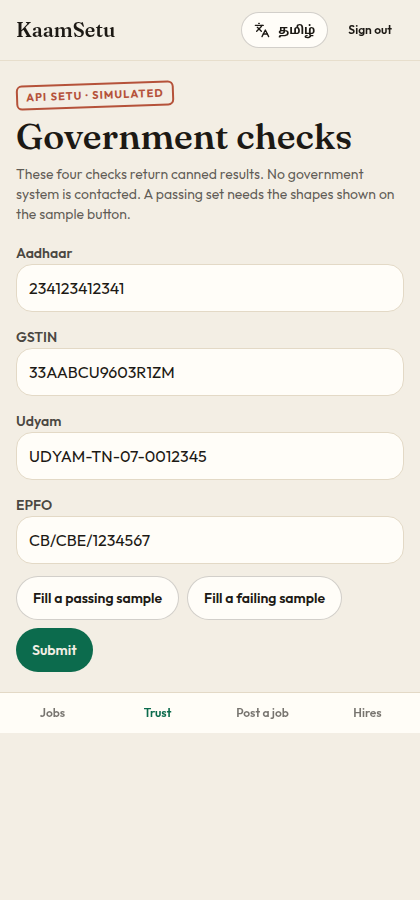 KaamSetu
தமிழ்
Sign out
API SETU · SIMULATED
Government checks
These four checks return canned results. No government
system is contacted. A passing set needs the shapes shown on
the sample button.
Aadhaar
234123412341
GSTIN
33AABCU9603R1ZM
Udyam
UDYAM-TN-07-0012345
EPFO
CB/CBE/1234567
Fill a passing sample
Fill a failing sample
Submit
Jobs
Trust
Post a job
Hires